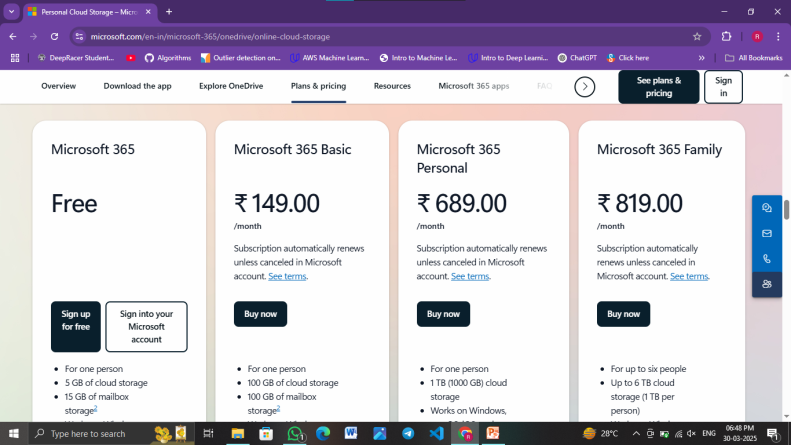 Personal Cloud Storage – Micro
microsoft.com/en-in/microsoft-365/onedrive/online-cloud-storage
R
DeepRacer Student...
Algorithms
Outlier detection on...
AWS Machine Learn...
Intro to Machine Le...
Intro to Deep Learni...
ChatGPT
Click here
All Bookmarks
Overview
Download the app
Explore OneDrive
Plans & pricing
Resources
Microsoft 365 apps
FAQ
See plans & pricing
Sign in
Microsoft 365
Free
Sign up for free
Sign into your Microsoft account
• For one person
• 5 GB of cloud storage
• 15 GB of mailbox
storage2
Microsoft 365 Basic
₹ 149.00
/month
Subscription automatically renews
unless canceled in Microsoft
account. See terms.
Buy now
• For one person
• 100 GB of cloud storage
• 100 GB of mailbox
storage2
Microsoft 365
Personal
₹ 689.00
/month
Subscription automatically renews
unless canceled in Microsoft
account. See terms.
Buy now
• For one person
• 1 TB (1000 GB) cloud
storage
• Works on Windows,
Microsoft 365 Family
₹ 819.00
/month
Subscription automatically
renews unless canceled in
Microsoft account. See terms.
Buy now
• For up to six people
• Up to 6 TB cloud
storage (1 TB per
person)
Type here to search
28°C
ENG
06:48 PM
30-03-2025